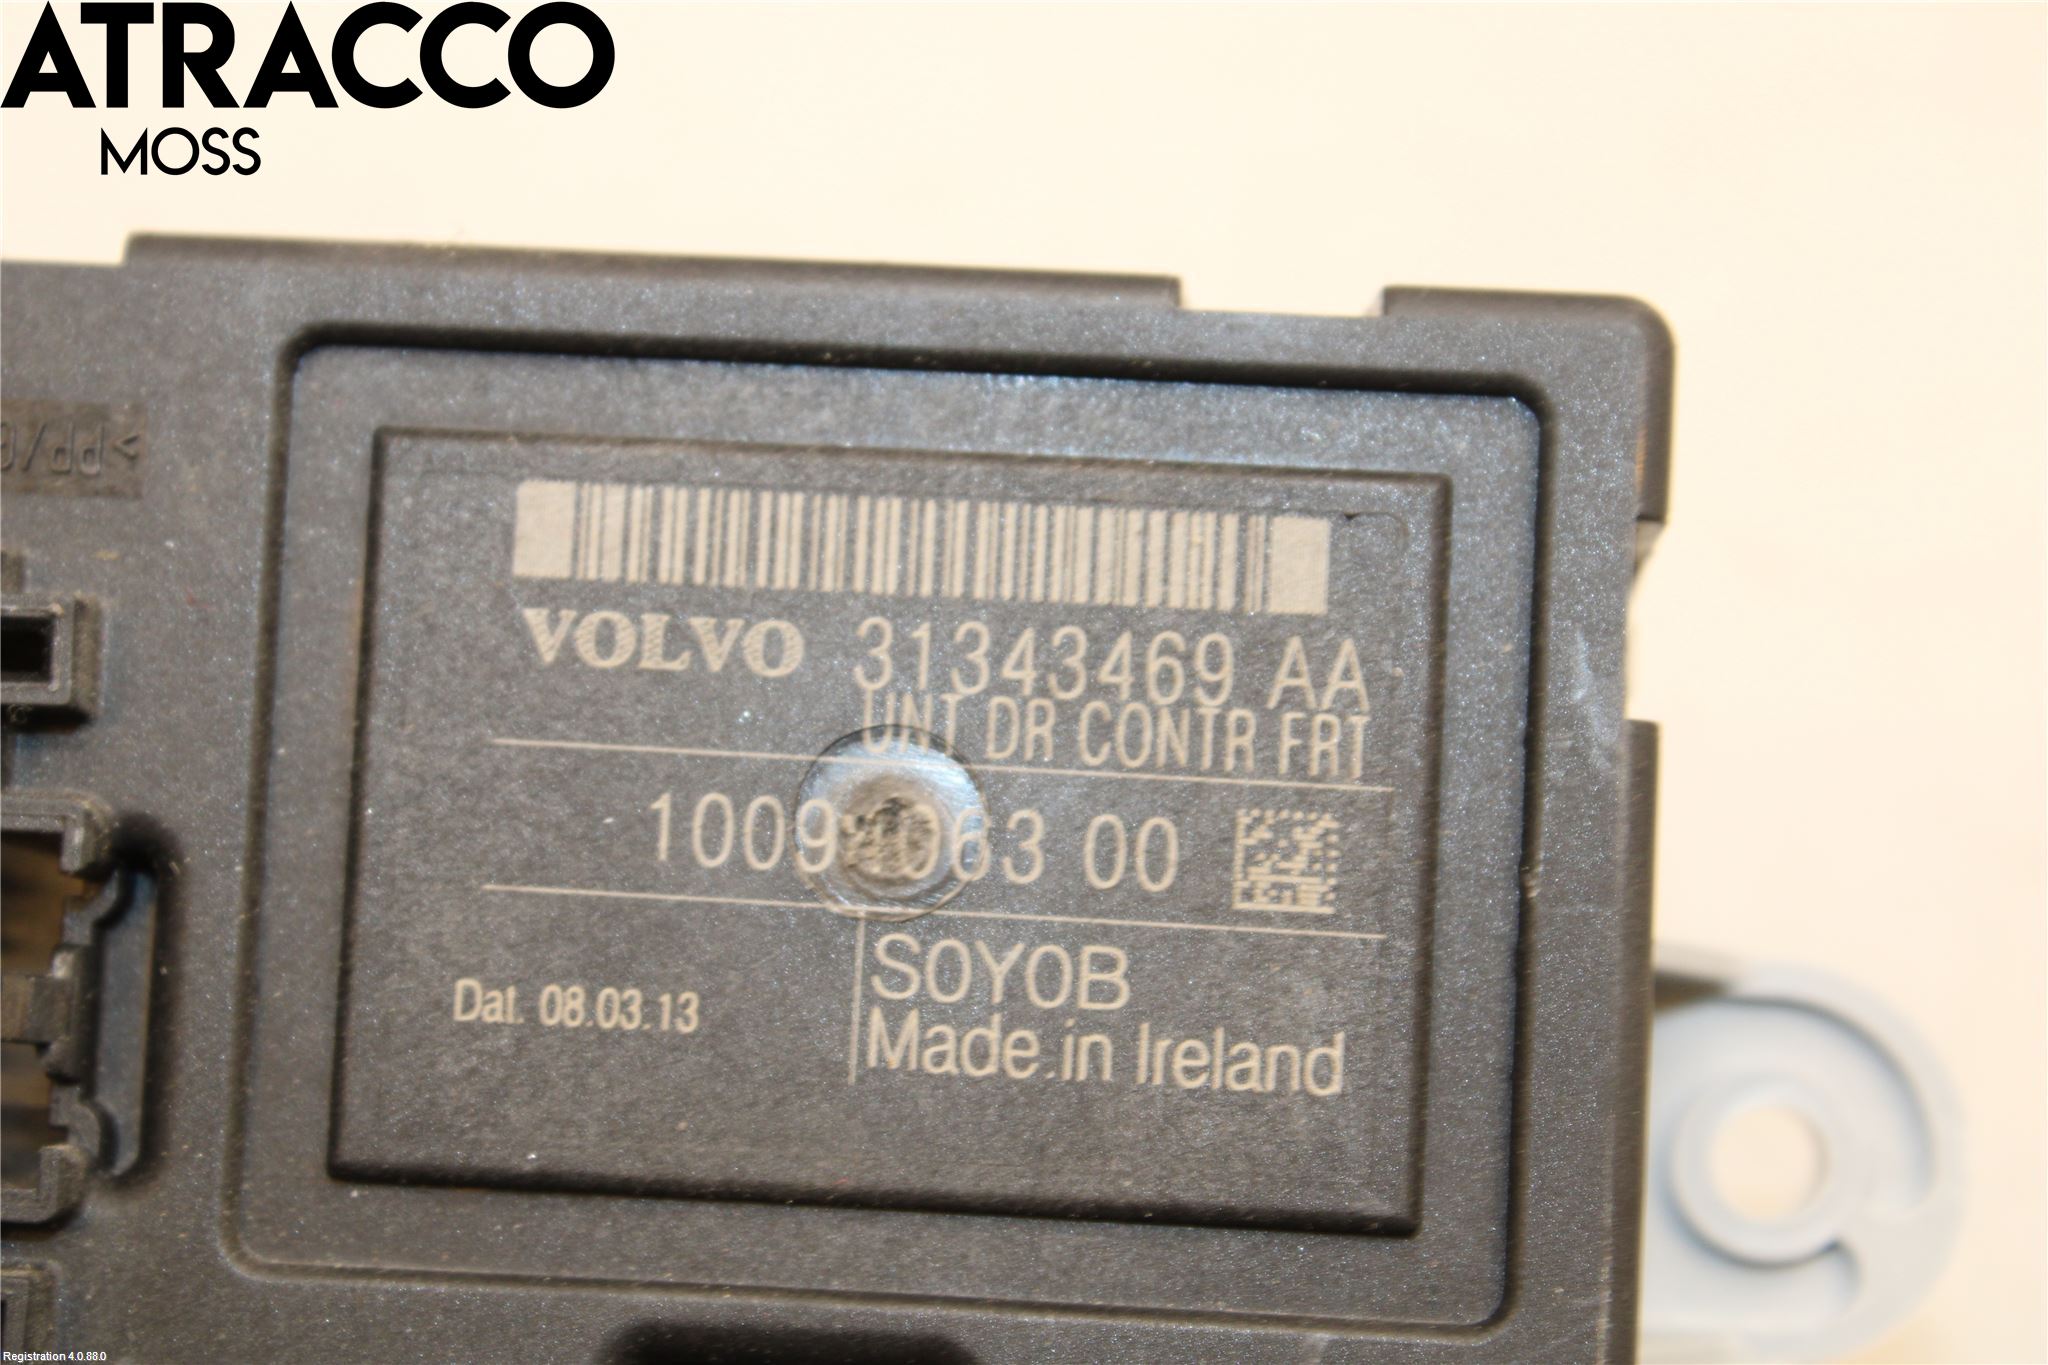 ATRACCO
MOSS
VOLVO 31343469 AA
UNT DR CONTR FRT
00
S0Y0B
Dat. 08.03.13
Made in Ireland
Registration 4.0.88.0